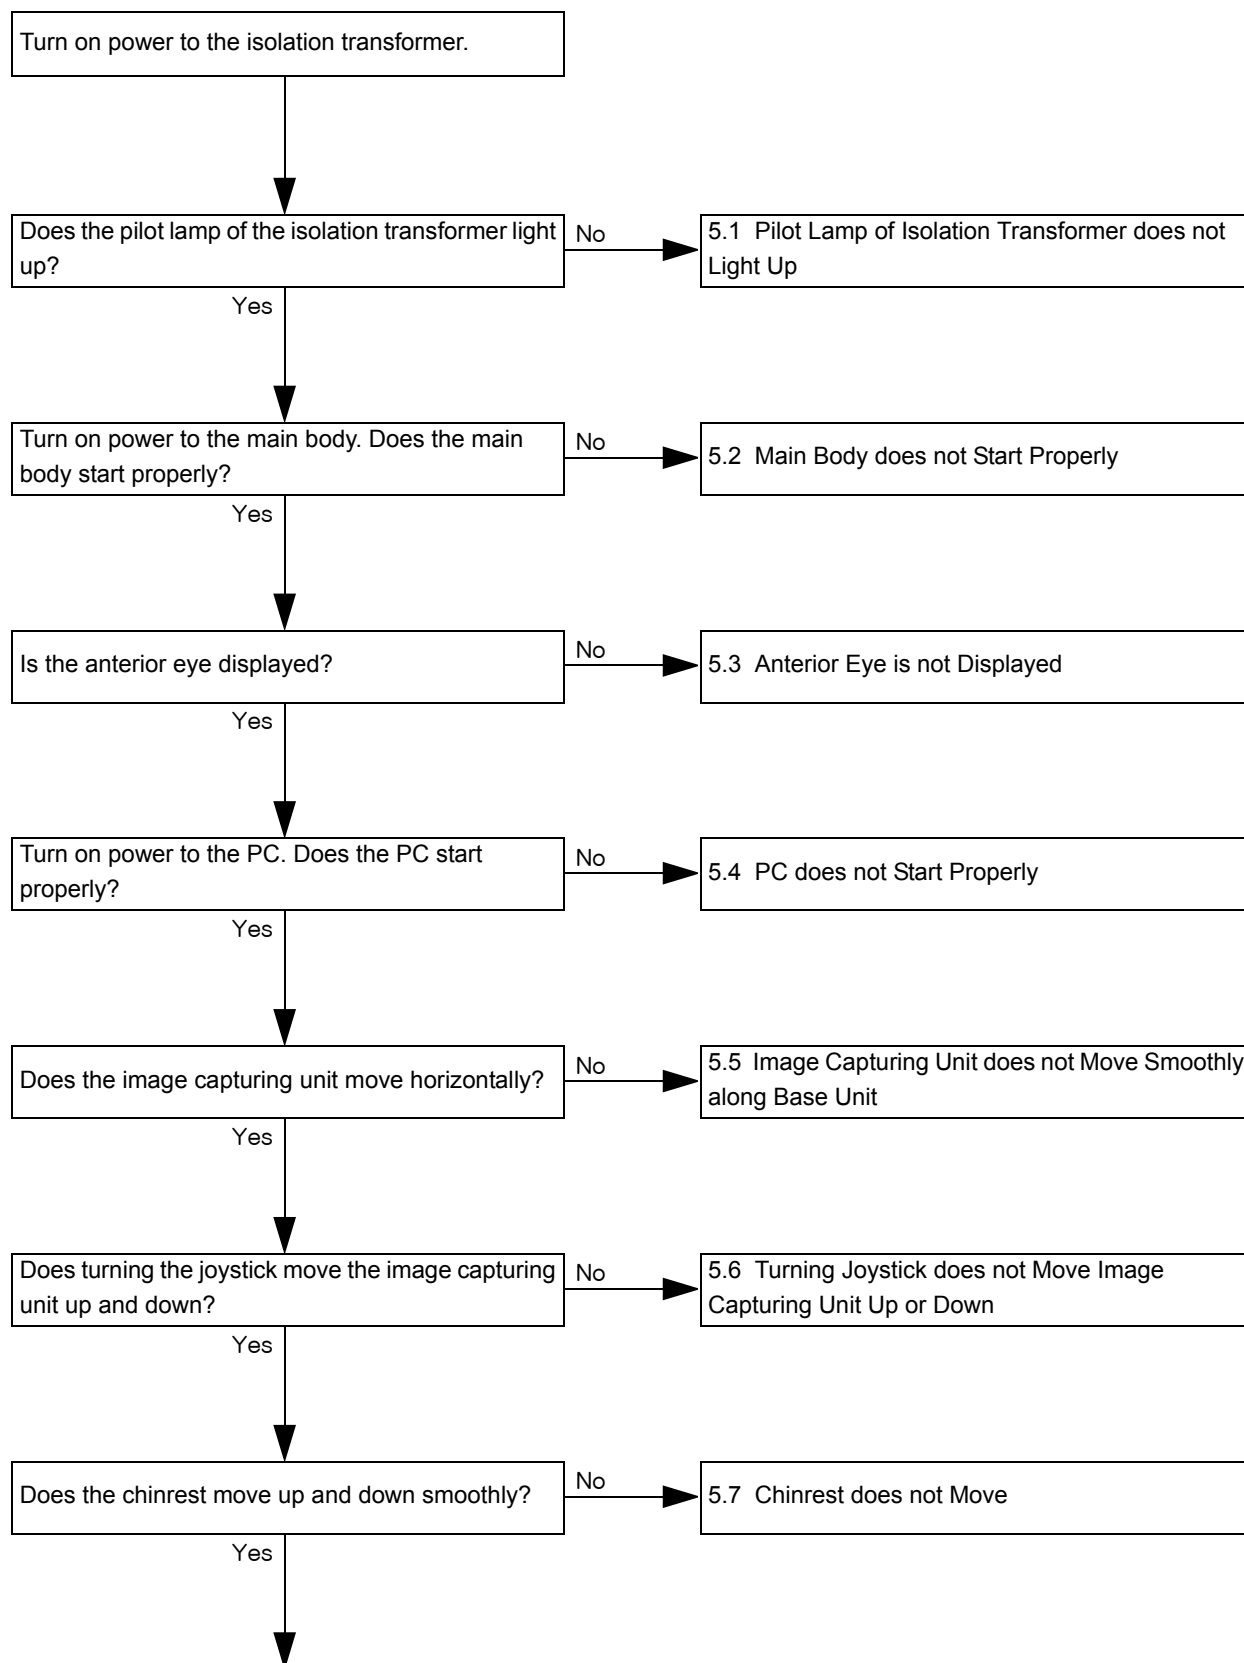 Turn on power to the isolation transformer.
Does the pilot lamp of the isolation transformer light
up?
No
5.1 Pilot Lamp of Isolation Transformer does not
Light Up
Yes
Turn on power to the main body. Does the main
body start properly?
No
5.2 Main Body does not Start Properly
Yes
Is the anterior eye displayed?
No
5.3 Anterior Eye is not Displayed
Yes
Turn on power to the PC. Does the PC start
properly?
No
5.4 PC does not Start Properly
Yes
Does the image capturing unit move horizontally?
No
5.5 Image Capturing Unit does not Move Smoothly
along Base Unit
Yes
Does turning the joystick move the image capturing
unit up and down?
No
5.6 Turning Joystick does not Move Image
Capturing Unit Up or Down
Yes
Does the chinrest move up and down smoothly?
No
5.7 Chinrest does not Move
Yes